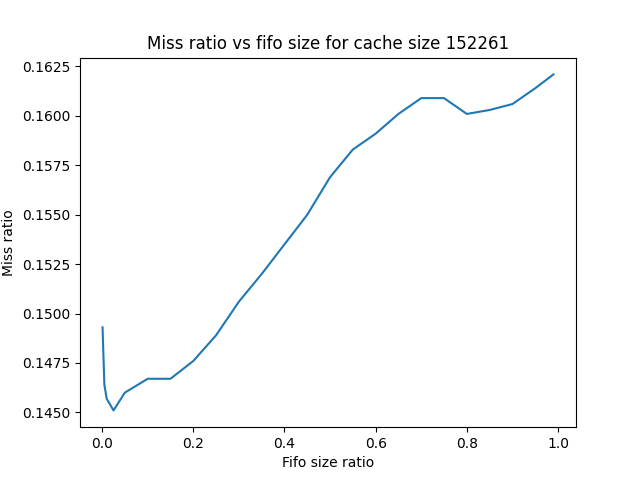 Miss ratio vs fifo size for cache size 152261
0.1625
0.1600
0.1575
0.1550
0.1525
0.1500
0.1475
0.1450
Miss ratio
0.0 0.2 0.4 0.6 0.8 1.0
Fifo size ratio